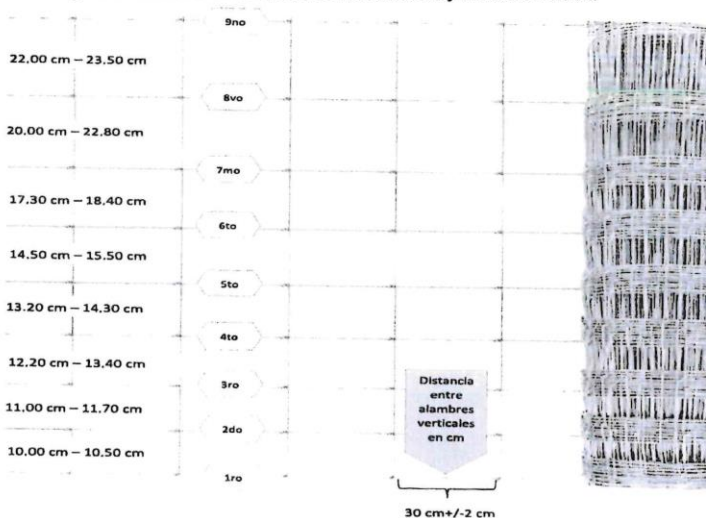 9no
22.00 cm – 23.50 cm
8vo
20.00 cm – 22.80 cm
7mo
17.30 cm – 18.40 cm
6to
14.50 cm – 15.50 cm
5to
13.20 cm – 14.30 cm
4to
12.20 cm – 13.40 cm
3ro
11.00 cm – 11.70 cm
2do
10.00 cm – 10.50 cm
1ro
Distancia
entre
alambres
verticales
en cm
30 cm+/-2 cm